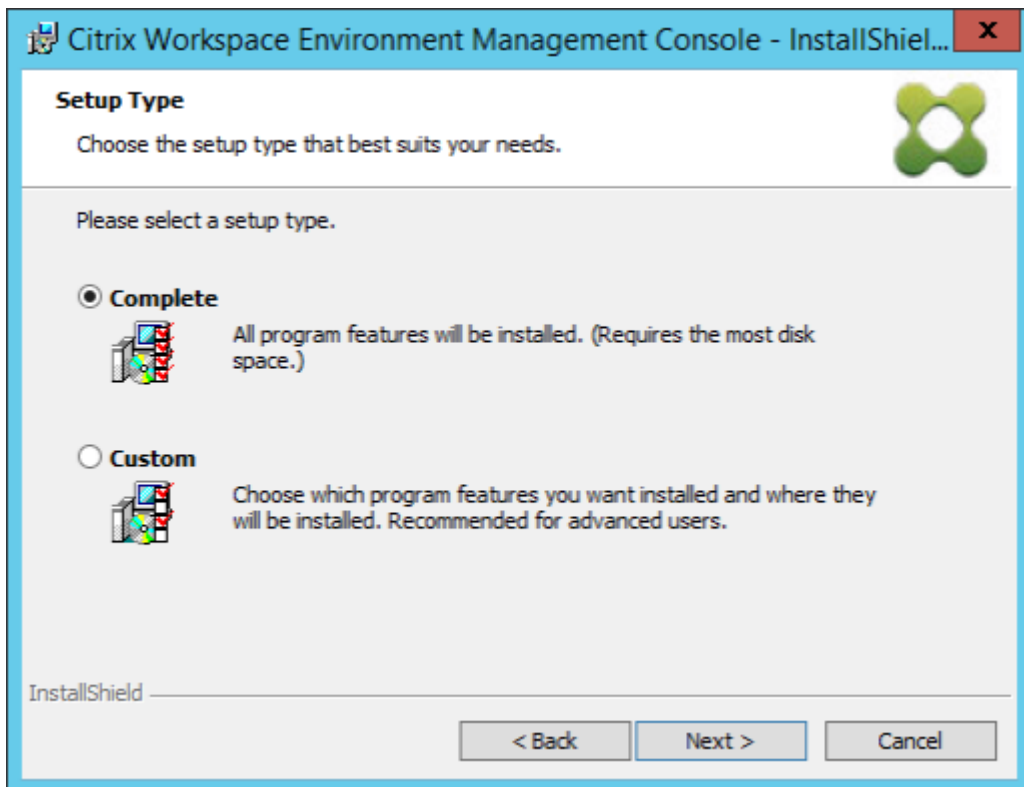 Citrix Workspace Environment Management Console - InstallShiel...
x
Setup Type
Choose the setup type that best suits your needs.
Please select a setup type.
Complete
All program features will be installed. (Requires the most disk
space.)
Custom
Choose which program features you want installed and where they
will be installed. Recommended for advanced users.
InstallShield
< Back
Next >
Cancel